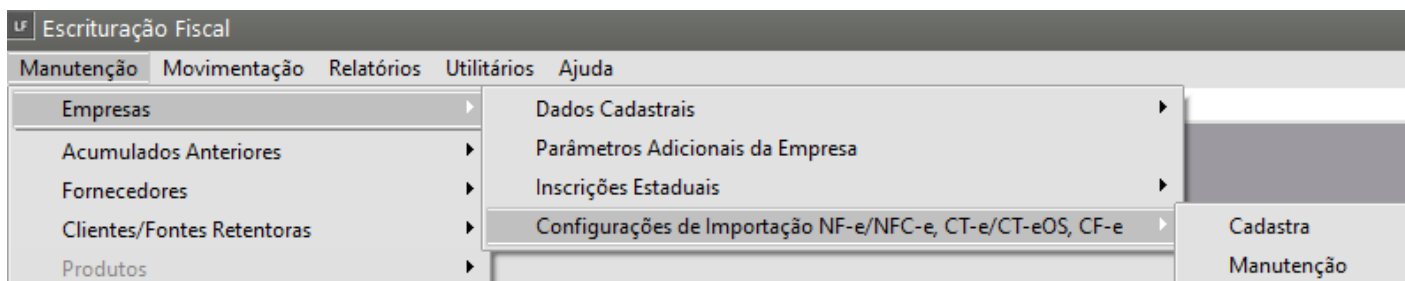 LF Escrituração Fiscal
Manutenção Movimentação Relatórios Utilitários Ajuda
Empresas
Acumulados Anteriores
Fornecedores
Clientes/Fontes Retentoras
Produtos
Dados Cadastrais
Parâmetros Adicionais da Empresa
Inscrições Estaduais
Configurações de Importação NF-e/NFC-e, CT-e/CT-eOS, CF-e
Cadastra
Manutenção